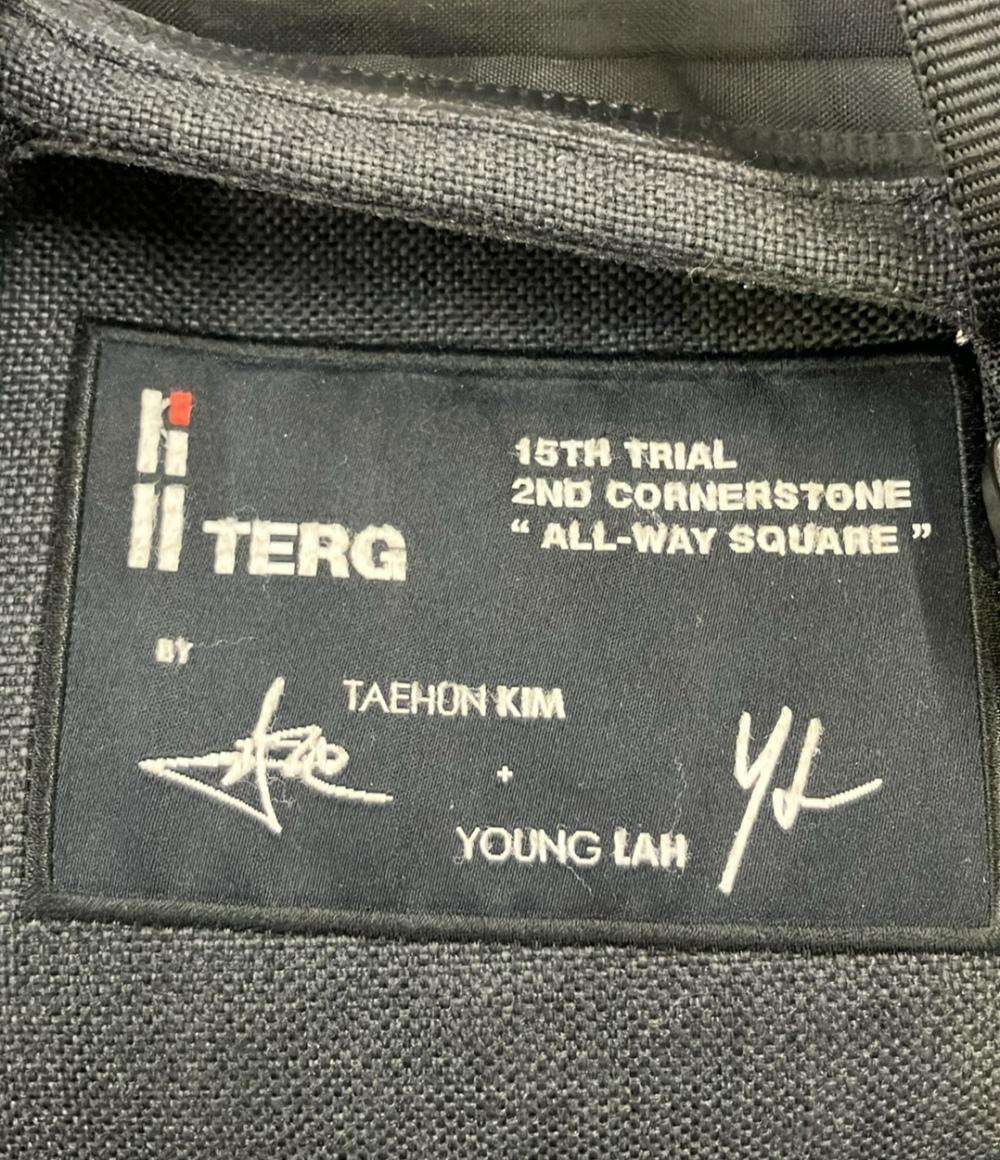 TERG
15TH TRIAL
2ND CORNERSTONE
“ ALL-WAY SQUARE ”
BY
TAEHUN KIM
+
YOUNG LAH